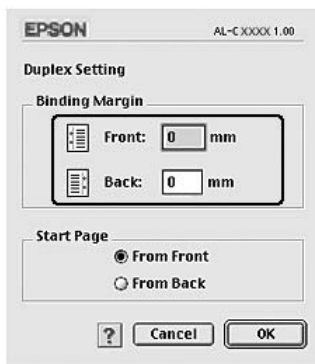 EPSON AL-CXXXX 1.00
Duplex Setting
Binding Margin
Front: 0 mm
Back: 0 mm
Start Page
From Front
From Back
? Cancel OK